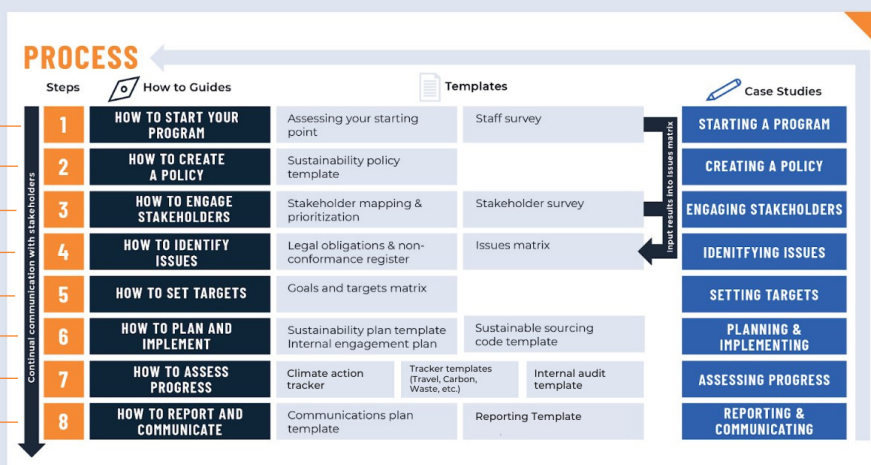 PROCESS
Steps
How to Guides
Templates
Case Studies
Continual communication with stakeholders
1
HOW TO START YOUR
PROGRAM
Assessing your starting
point
Staff survey
STARTING A PROGRAM
2
HOW TO CREATE
A POLICY
Sustainability policy
template
CREATING A POLICY
3
HOW TO ENGAGE
STAKEHOLDERS
Stakeholder mapping &
prioritization
Stakeholder survey
ENGAGING STAKEHOLDERS
Input results into Issues matrix
4
HOW TO IDENTIFY
ISSUES
Legal obligations & non-
conformance register
Issues matrix
IDENITFYING ISSUES
5
HOW TO SET TARGETS
Goals and targets matrix
SETTING TARGETS
6
HOW TO PLAN AND
IMPLEMENT
Sustainability plan template
Internal engagement plan
Sustainable sourcing
code template
PLANNING &
IMPLEMENTING
7
HOW TO ASSESS
PROGRESS
Climate action
tracker
Tracker templates
(Travel, Carbon,
Waste, etc.)
Internal audit
template
ASSESSING PROGRESS
8
HOW TO REPORT AND
COMMUNICATE
Communications plan
template
Reporting Template
REPORTING &
COMMUNICATING